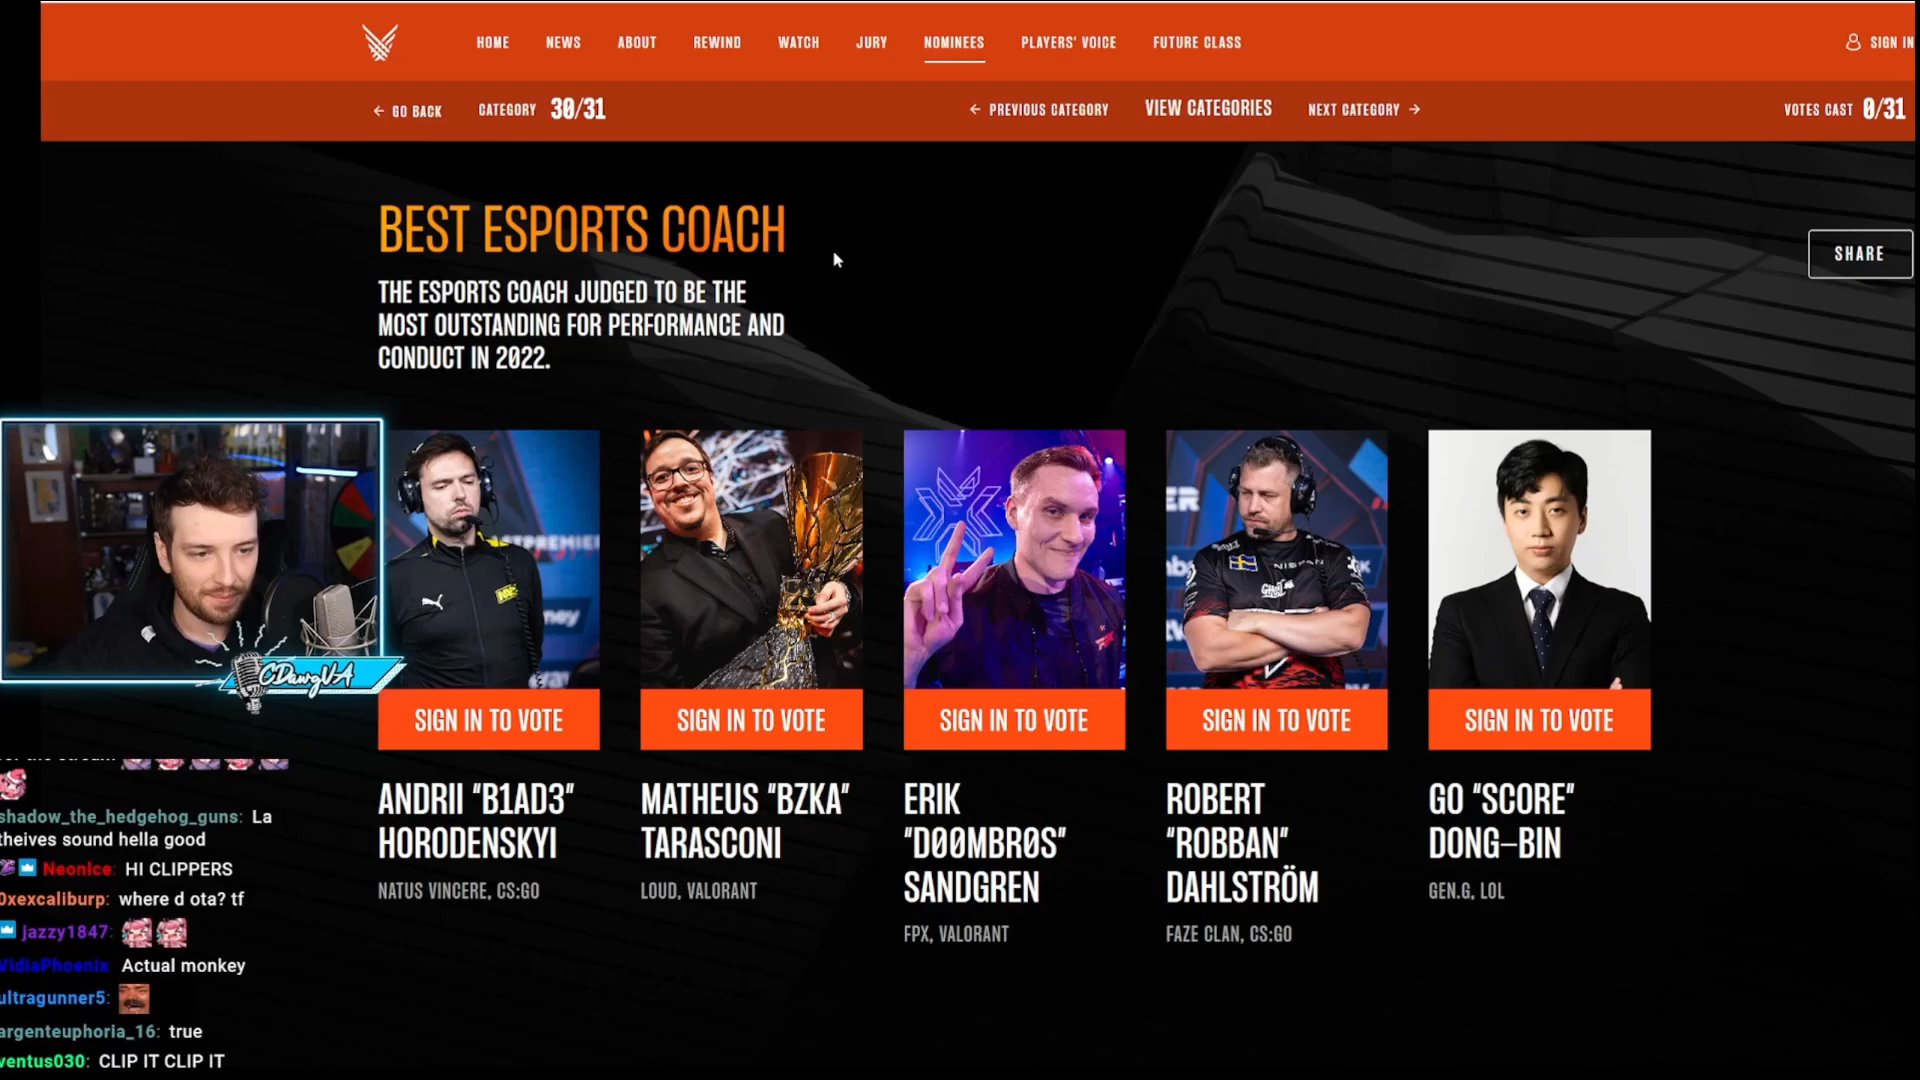 HOME NEWS ABOUT REWIND WATCH JURY NOMINEES PLAYERS' VOICE FUTURE CLASS SIGN IN
← GO BACK CATEGORY 30/31 ← PREVIOUS CATEGORY VIEW CATEGORIES NEXT CATEGORY → VOTES CAST 0/31
BEST ESPORTS COACH
SHARE
THE ESPORTS COACH JUDGED TO BE THE
MOST OUTSTANDING FOR PERFORMANCE AND
CONDUCT IN 2022.
CDawgVA
SIGN IN TO VOTE
ANDRII "B1AD3"
HORODENSKYI
NATUS VINCERE, CS:GO
SIGN IN TO VOTE
MATHEUS "BZKA"
TARASCONI
LOUD, VALORANT
SIGN IN TO VOTE
ERIK
"D00MBR0S"
SANDGREN
FPX, VALORANT
SIGN IN TO VOTE
ROBERT
"ROBBAN"
DAHLSTRÖM
FAZE CLAN, CS:GO
SIGN IN TO VOTE
GO "SCORE"
DONG-BIN
GEN.G, LOL
shadow_the_hedgehog_guns: La
theives sound hella good
NeonIce: HI CLIPPERS
0xexcaliburp: where d ota? tf
jazzy1847:
VidiaPhoenix: Actual monkey
ultragunner5:
argenteuphoria_16: true
ventus030: CLIP IT CLIP IT